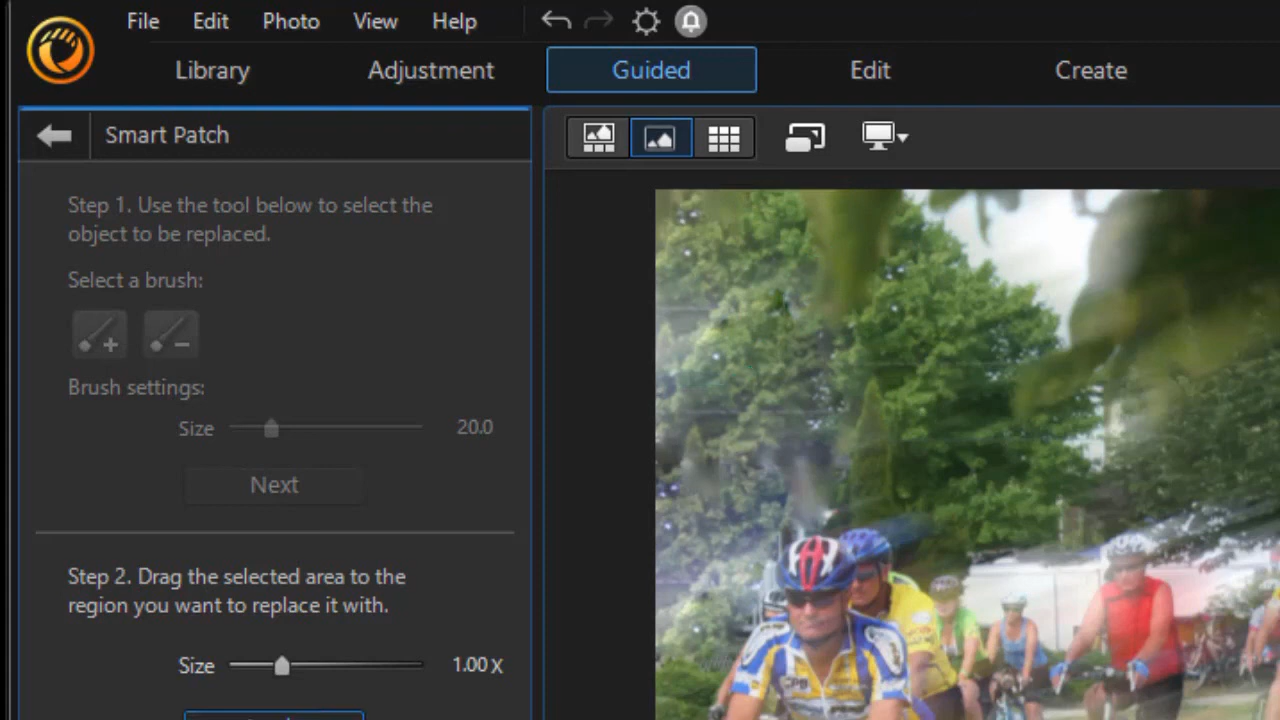 File Edit Photo View Help
Library Adjustment Guided Edit Create
Smart Patch
Step 1. Use the tool below to select the
object to be replaced.
Select a brush:
Brush settings:
Size 20.0
Next
Step 2. Drag the selected area to the
region you want to replace it with.
Size 1.00 X